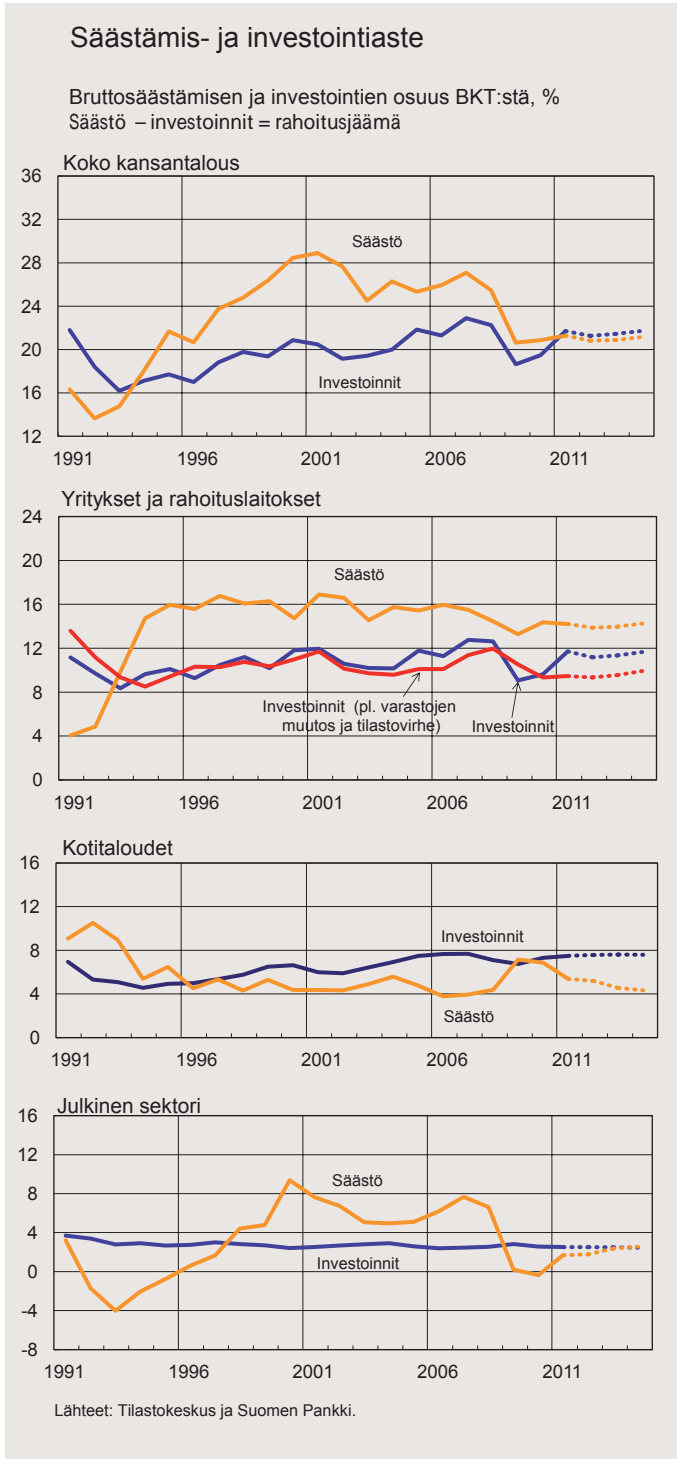 Säästämis- ja investointiaste
Bruttosäästämisen ja investointien osuus BKT:stä, %
Säästö – investoinnit = rahoitusjäämä
Koko kansantalous
36
32
28
24
20
16
12
Säästö
Investoinnit
1991 1996 2001 2006 2011
Yritykset ja rahoituslaitokset
24
20
16
12
8
4
0
Säästö
Investoinnit (pl. varastojen
muutos ja tilastovirhe)
Investoinnit
1991 1996 2001 2006 2011
Kotitaloudet
16
12
8
4
0
Investoinnit
Säästö
1991 1996 2001 2006 2011
Julkinen sektori
16
12
8
4
0
-4
-8
Säästö
Investoinnit
1991 1996 2001 2006 2011
Lähteet: Tilastokeskus ja Suomen Pankki.